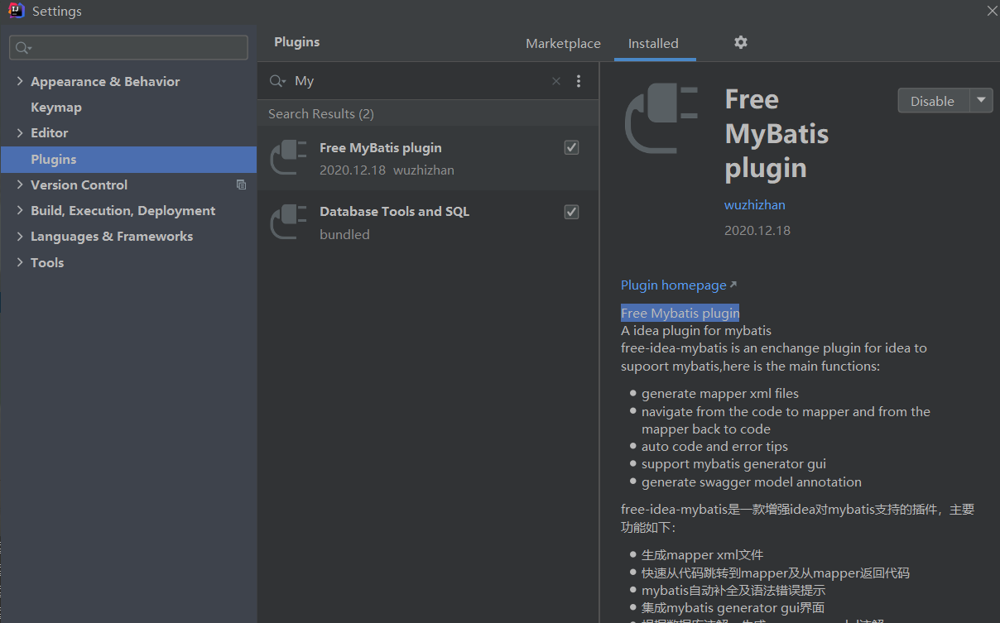 Settings
Plugins
Marketplace
Installed
Appearance & Behavior
Keymap
Editor
Plugins
Version Control
Build, Execution, Deployment
Languages & Frameworks
Tools
My
Search Results (2)
Free MyBatis plugin
2020.12.18 wuzhizhan
Database Tools and SQL
bundled
Free
MyBatis
plugin
Disable
wuzhizhan
2020.12.18
Plugin homepage
Free Mybatis plugin
A idea plugin for mybatis
free-idea-mybatis is an enchange plugin for idea to
supoort mybatis,here is the main functions:
generate mapper xml files
navigate from the code to mapper and from the
mapper back to code
auto code and error tips
support mybatis generator gui
generate swagger model annotation
free-idea-mybatis是一款增强idea对mybatis支持的插件，主要
功能如下：
生成mapper xml文件
快速从代码跳转到mapper及从mapper返回代码
mybatis自动补全及语法错误提示
集成mybatis generator gui界面